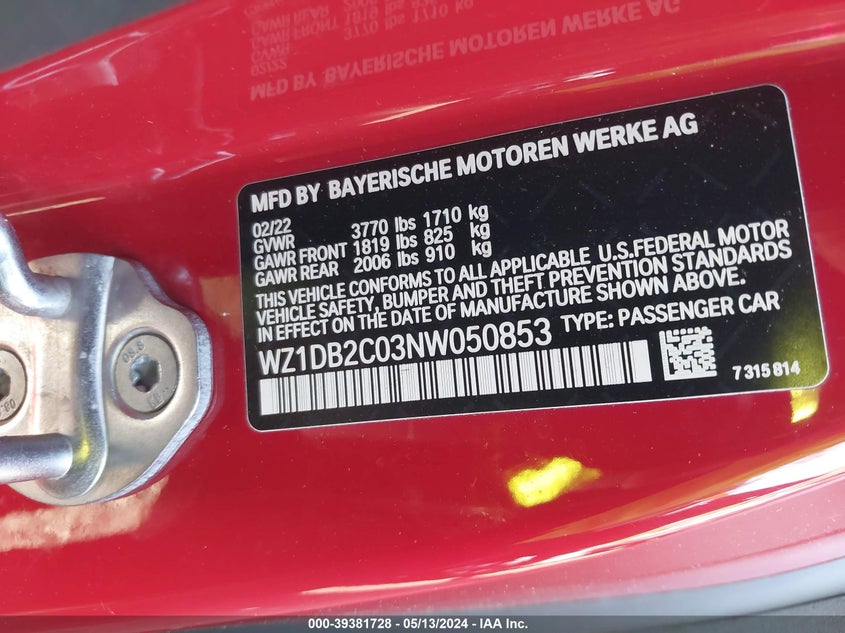 MFD BY BAYERISCHE MOTOREN WERKE AG
02/22
GVWR 3770 lbs 1710 kg
GAWR FRONT 1819 lbs 825 kg
GAWR REAR 2006 lbs 910 kg
THIS VEHICLE CONFORMS TO ALL APPLICABLE U.S.FEDERAL MOTOR
VEHICLE SAFETY, BUMPER AND THEFT PREVENTION STANDARDS
IN EFFECT ON THE DATE OF MANUFACTURE SHOWN ABOVE.
WZ1DB2C03NW050853 TYPE: PASSENGER CAR
7315814
000-39381728 - 05/13/2024 - IAA Inc.